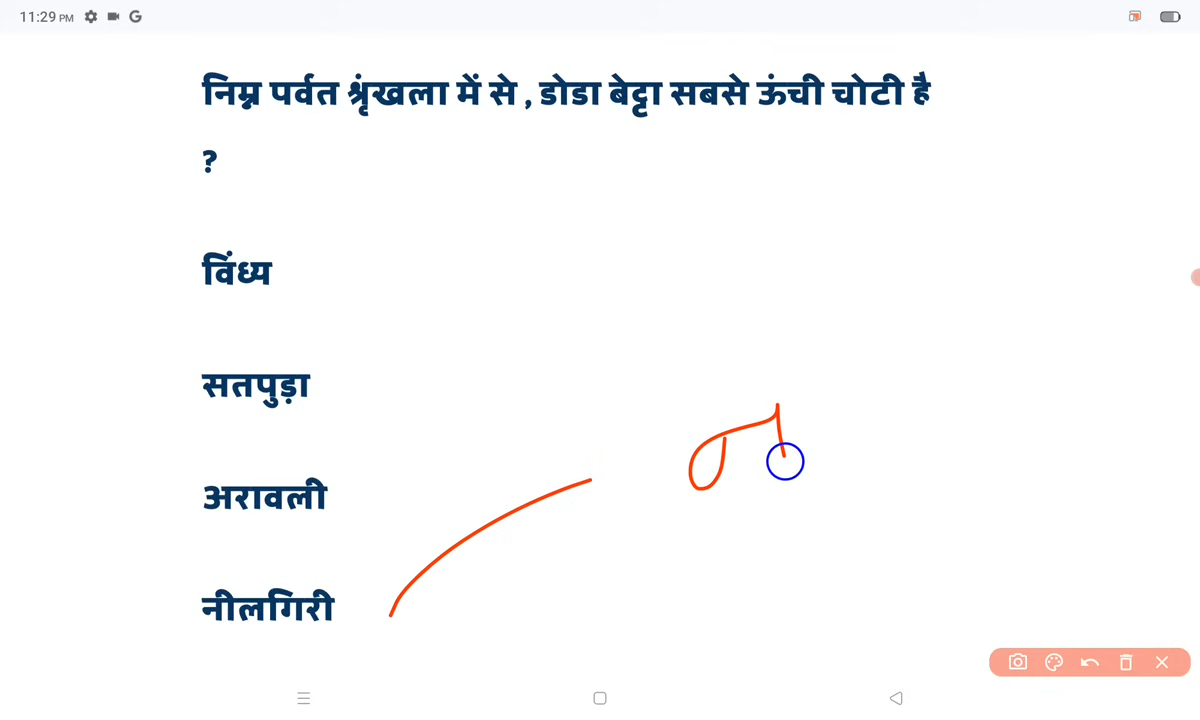 11:29 PM G
निम्न पर्वत श्रृंखला में से , डोडा बेट्टा सबसे ऊंची चोटी है
?
विंध्य
सतपुड़ा
अरावली
नीलगिरी